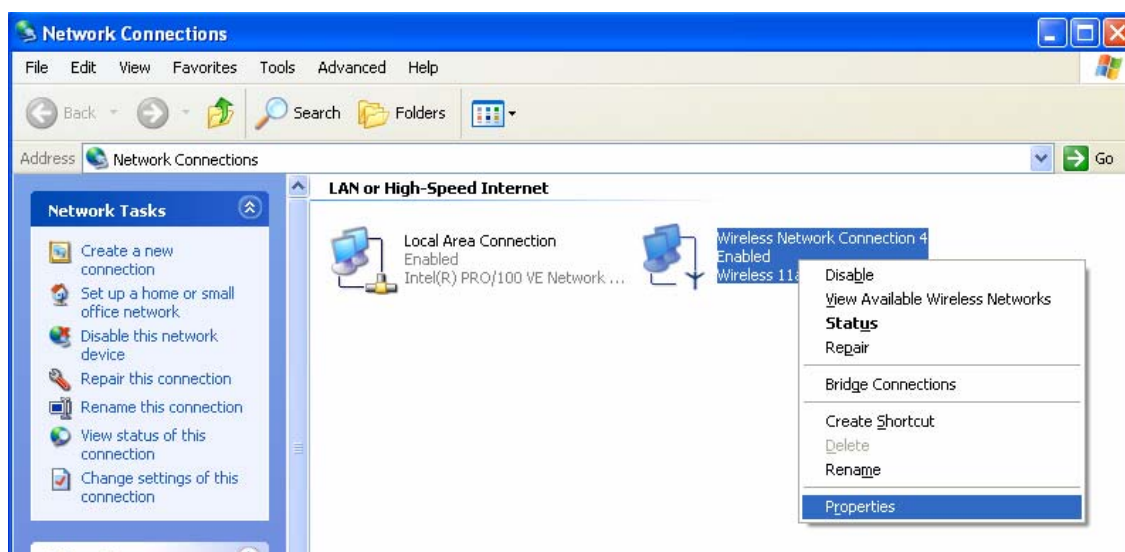 Network Connections
File Edit View Favorites Tools Advanced Help
Back Search Folders
Address Network Connections Go
Network Tasks
Create a new
connection
Set up a home or small
office network
Disable this network
device
Repair this connection
Rename this connection
View status of this
connection
Change settings of this
connection
LAN or High-Speed Internet
Local Area Connection
Enabled
Intel(R) PRO/100 VE Network ...
Wireless Network Connection 4
Enabled
Wireless
Disable
View Available Wireless Networks
Status
Repair
Bridge Connections
Create Shortcut
Delete
Rename
Properties